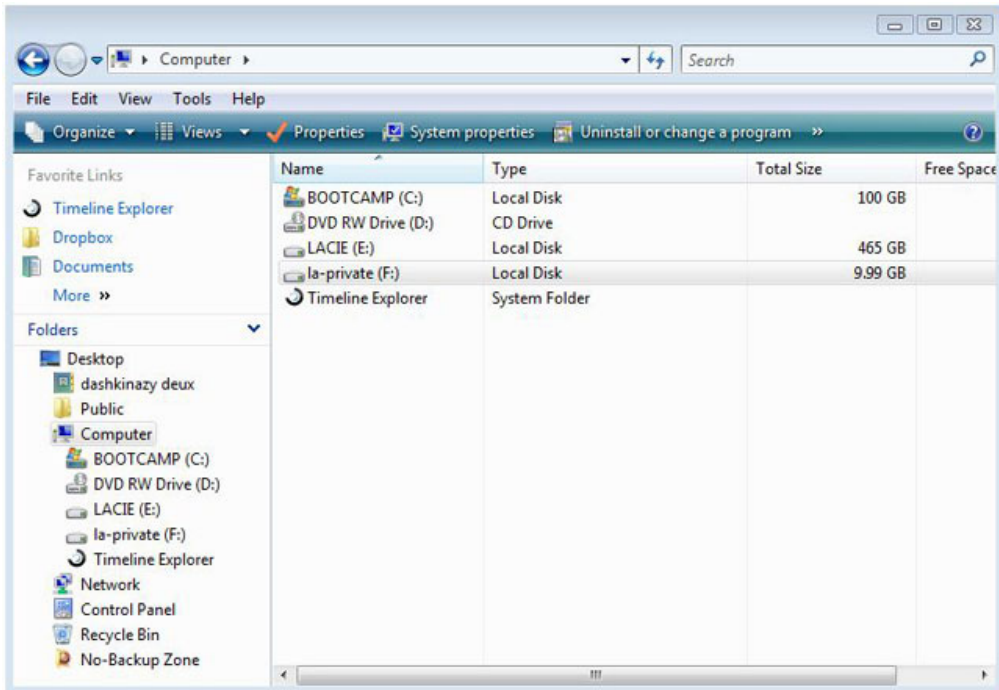 Computer
Search
File Edit View Tools Help
Organize Views Properties System properties Uninstall or change a program »
Favorite Links
Timeline Explorer
Dropbox
Documents
More »
Folders
Desktop
dashkinazy deux
Public
Computer
BOOTCAMP (C:)
DVD RW Drive (D:)
LACIE (E:)
la-private (F:)
Timeline Explorer
Network
Control Panel
Recycle Bin
No-Backup Zone
Name Type Total Size Free Space
BOOTCAMP (C:) Local Disk 100 GB
DVD RW Drive (D:) CD Drive
LACIE (E:) Local Disk 465 GB
la-private (F:) Local Disk 9.99 GB
Timeline Explorer System Folder